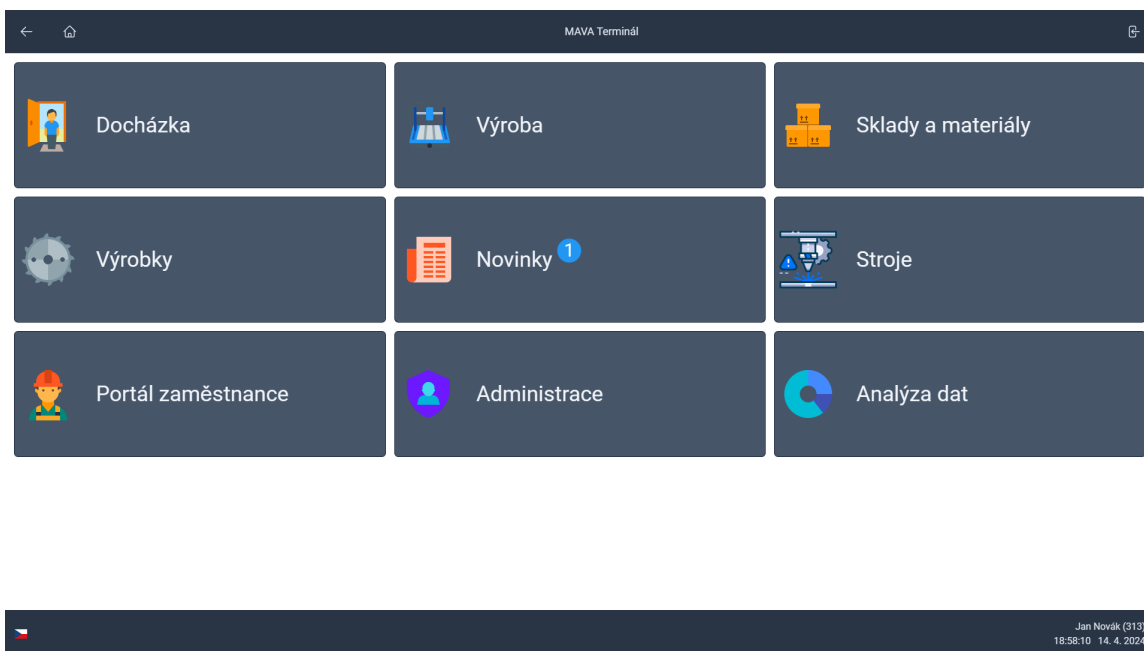 MAVA Terminál
Docházka
Výroba
Sklady a materiály
Výrobky
Novinky 1
Stroje
Portál zaměstnance
Administrace
Analýza dat
Jan Novák (313)
18:58:10 14. 4. 2024